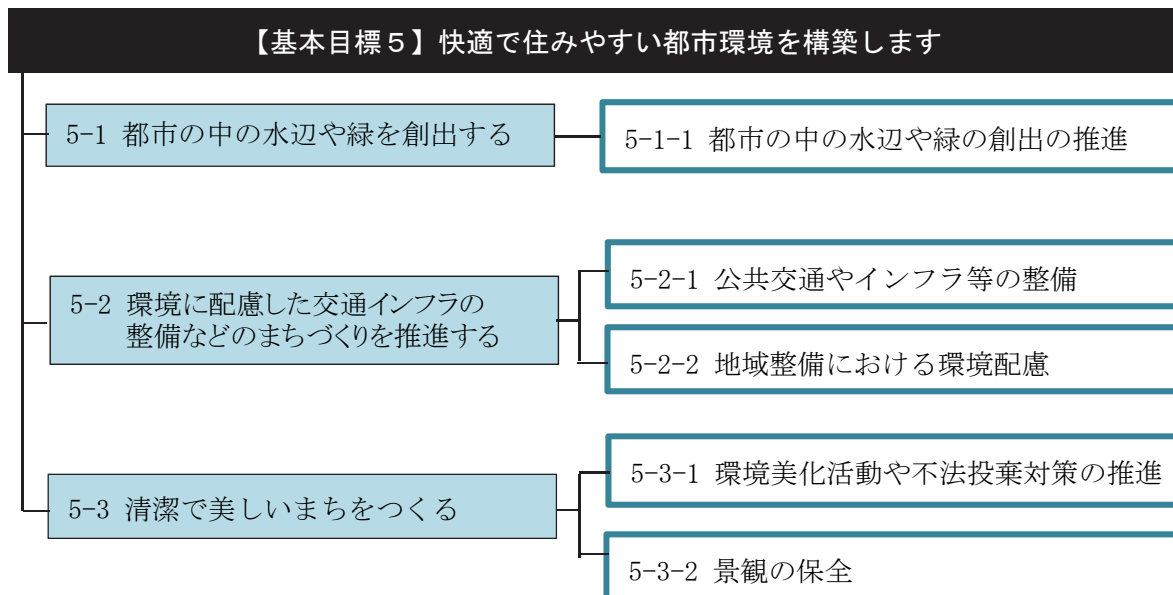 【基本目標５】快適で住みやすい都市環境を構築します
5-1 都市の中の水辺や緑を創出する
5-1-1 都市の中の水辺や緑の創出の推進
5-2 環境に配慮した交通インフラの
整備などのまちづくりを推進する
5-2-1 公共交通やインフラ等の整備
5-2-2 地域整備における環境配慮
5-3 清潔で美しいまちをつくる
5-3-1 環境美化活動や不法投棄対策の推進
5-3-2 景観の保全